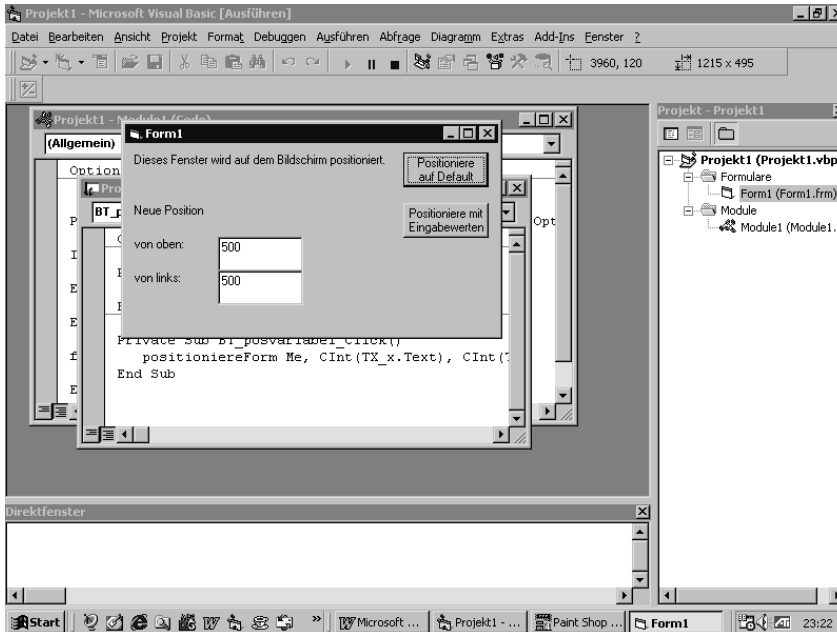 Projekt1 - Microsoft Visual Basic [Ausführen]
Datei Bearbeiten Ansicht Projekt Format Debuggen Ausführen Abfrage Diagramm Extras Add-Ins Fenster ?
3960, 120 1215 x 495
Projekt1 - Module1 (Code)
(Allgemein)
Option
Form1
Dieses Fenster wird auf dem Bildschirm positioniert.
Positioniere
auf Default
Neue Position
Positioniere mit
Eingabewerten
von oben: 500
von links: 500
Opt
Private Sub BT_posvariabel_Click()
positioniereForm Me, CInt(TX_x.Text), CInt(T
End Sub
Projekt - Projekt1
Projekt1 (Projekt1.vbp
Formulare
Form1 (Form1.frm)
Module
Module1 (Module1.
Direktfenster
Start Microsoft ... Projekt1 - ... Paint Shop ... Form1 23:22